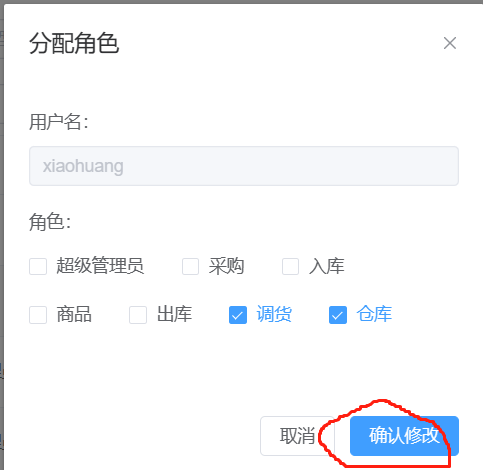 分配角色
用户名：
xiaohuang
角色：
超级管理员 采购 入库
商品 出库 调货 仓库
取消 确认修改